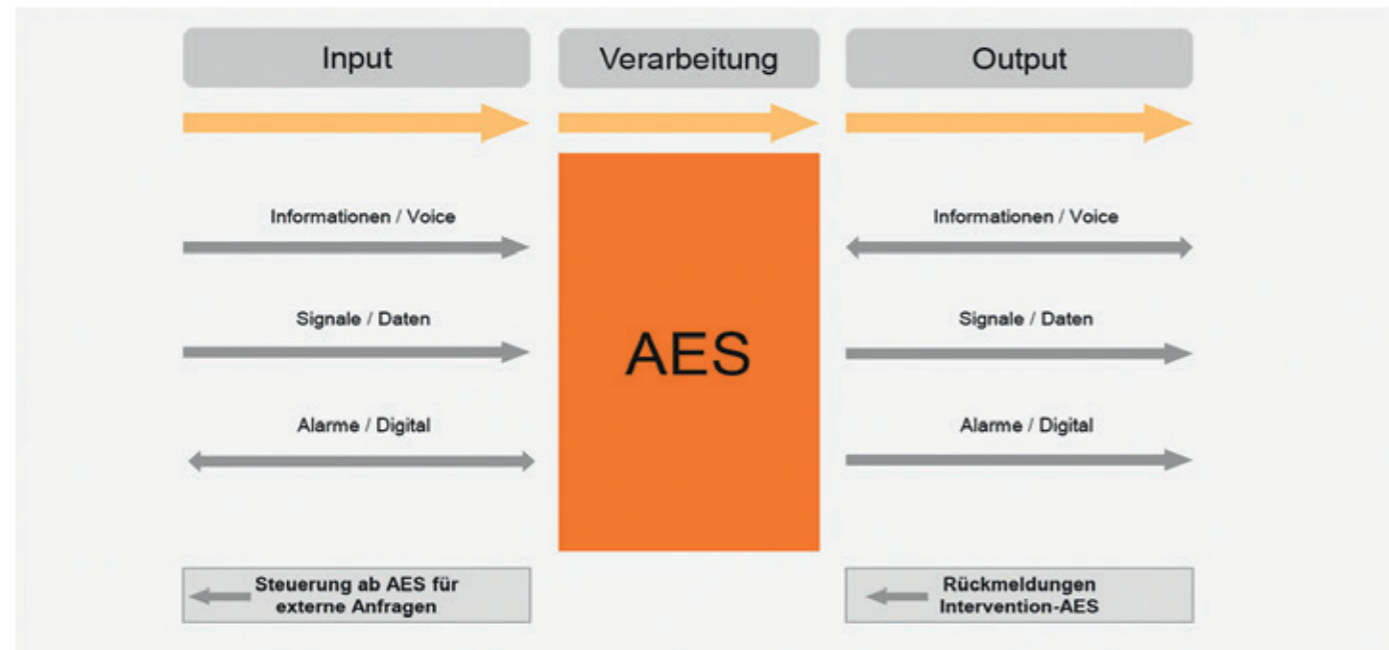 Input
Verarbeitung
Output
Informationen / Voice
Informationen / Voice
Signale / Daten
Signale / Daten
AES
Alarme / Digital
Alarme / Digital
Steuerung ab AES für
externe Anfragen
Rückmeldungen
Intervention-AES